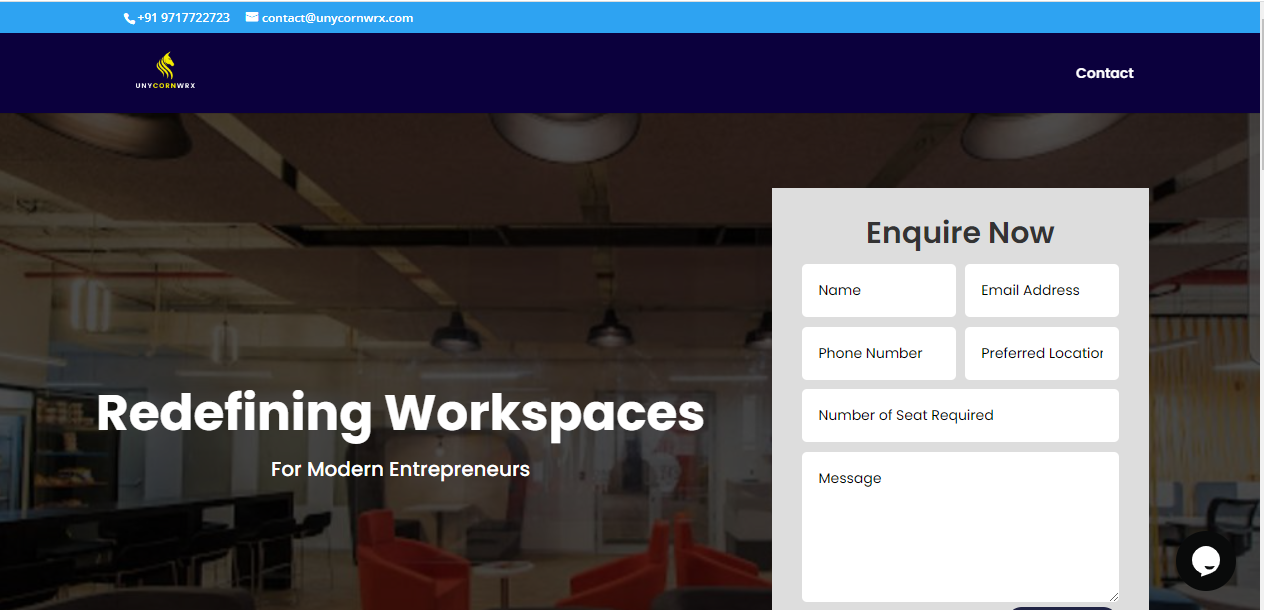 +91 9717722723 contact@unycornwrx.com
UNYCORNWRX
Contact
Enquire Now
Name Email Address
Phone Number Preferred Location
Number of Seat Required
Message
Redefining Workspaces
For Modern Entrepreneurs